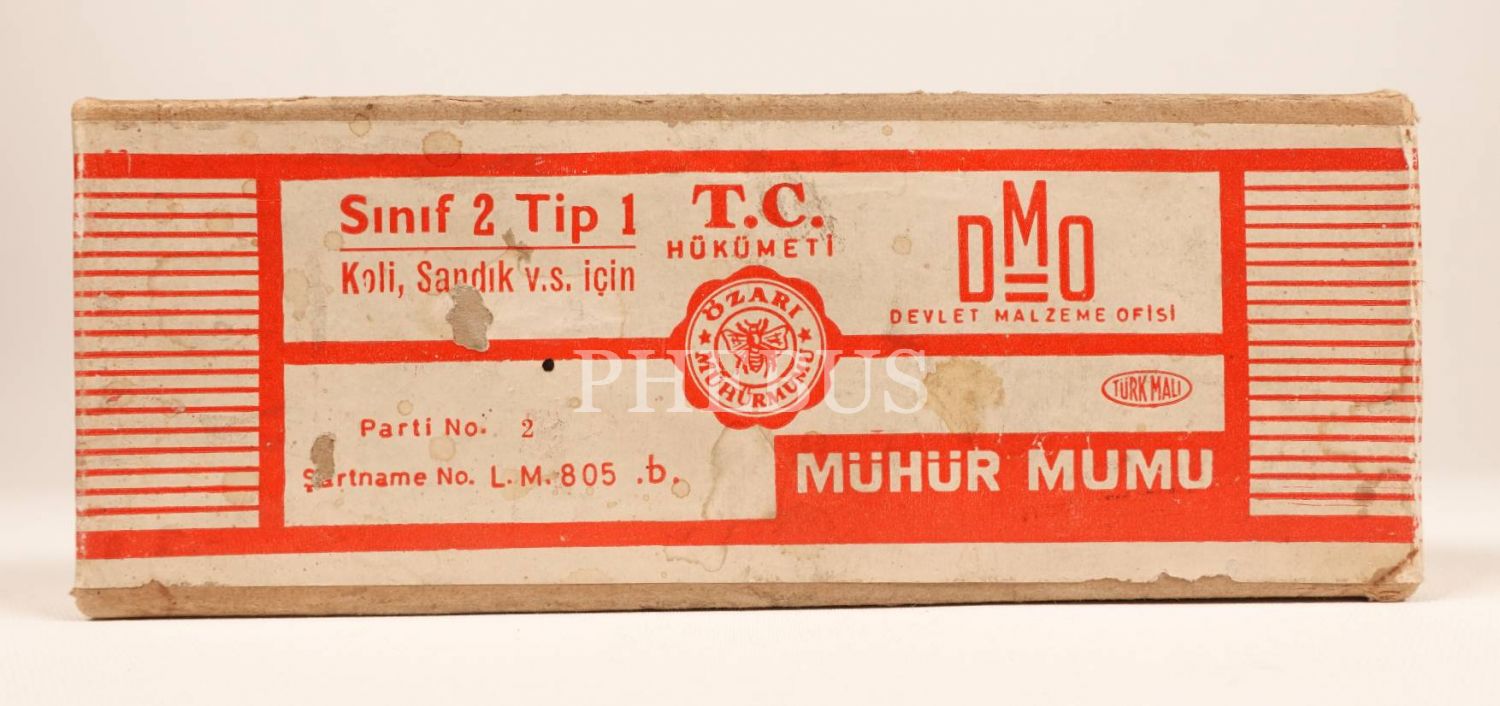 Sınıf 2 Tip 1
Koli, Sandık v.s. için
T.C.
HÜKÜMETİ
DMO
DEVLET MALZEME OFİSİ
ÖZARI
MÜHÜRMUMU
PHEBUS
TÜRK MALI
Parti No. 2
Şartname No. L.M. 805 .b.
MÜHÜR MUMU